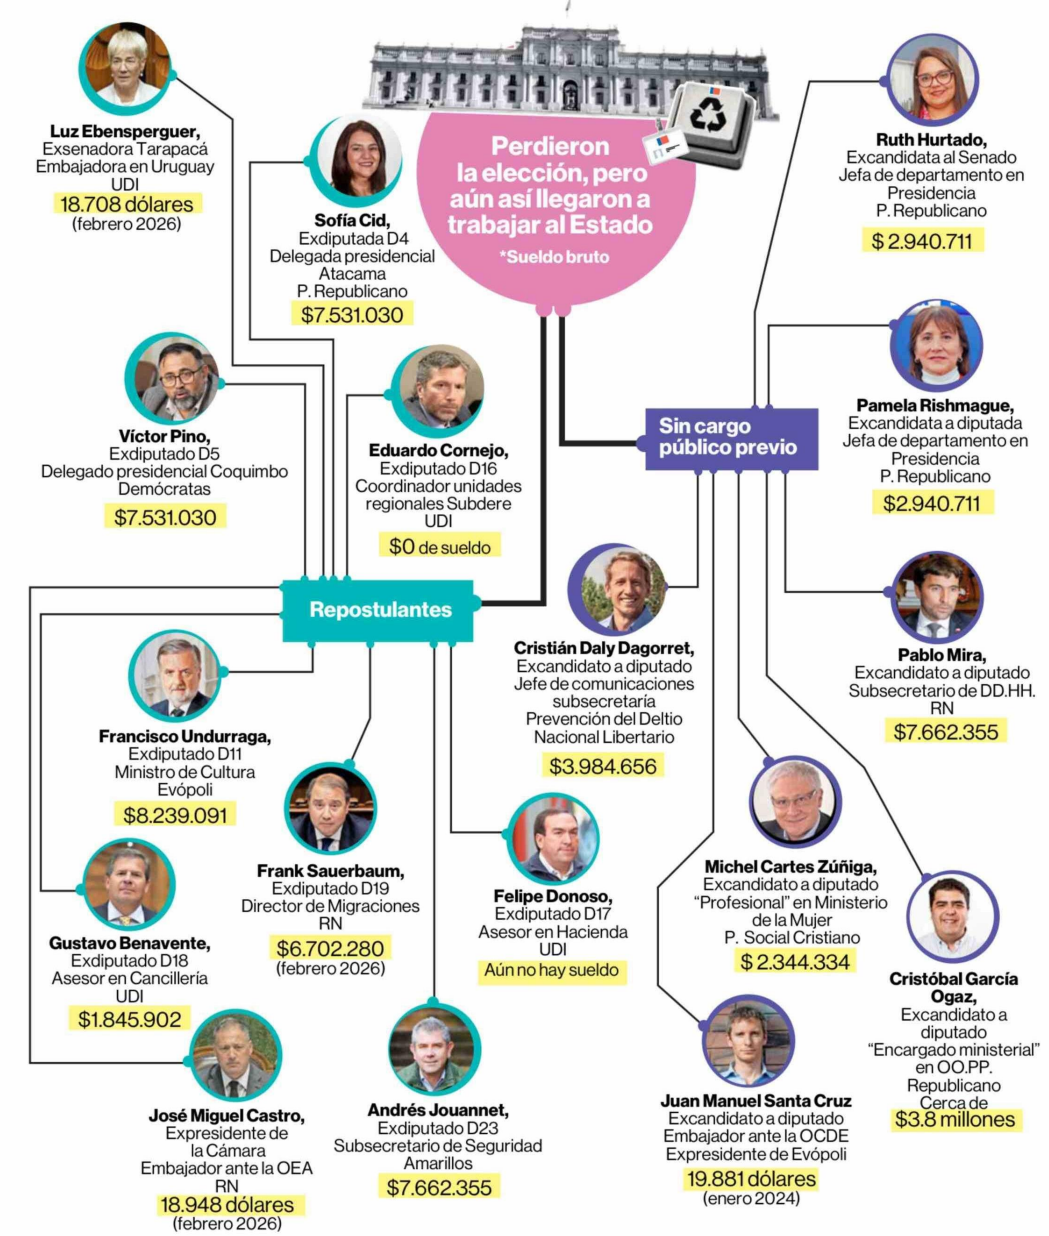 Perdieron
la elección, pero
aún así llegaron a
trabajar al Estado
*Sueldo bruto
Luz Ebensperguer,
Exsenadora Tarapacá
Embajadora en Uruguay
UDI
18.708 dólares
(febrero 2026)
Sofía Cid,
Exdiputada D4
Delegada presidencial
Atacama
P. Republicano
$7.531.030
Víctor Pino,
Exdiputado D5
Delegado presidencial Coquimbo
Demócratas
$7.531.030
Eduardo Cornejo,
Exdiputado D16
Coordinador unidades
regionales Subdere
UDI
$0 de sueldo
Repostulantes
Francisco Undurraga,
Exdiputado D11
Ministro de Cultura
Evópoli
$8.239.091
Frank Sauerbaum,
Exdiputado D19
Director de Migraciones
RN
$6.702.280
(febrero 2026)
Felipe Donoso,
Exdiputado D17
Asesor en Hacienda
UDI
Aún no hay sueldo
Gustavo Benavente,
Exdiputado D18
Asesor en Cancillería
UDI
$1.845.902
José Miguel Castro,
Expresidente de
la Cámara
Embajador ante la OEA
RN
18.948 dólares
(febrero 2026)
Andrés Jouannet,
Exdiputado D23
Subsecretario de Seguridad
Amarillos
$7.662.355
Sin cargo
público previo
Ruth Hurtado,
Excandidata al Senado
Jefa de departamento en
Presidencia
P. Republicano
$ 2.940.711
Pamela Rishmague,
Excandidata a diputada
Jefa de departamento en
Presidencia
P. Republicano
$2.940.711
Cristián Daly Dagorret,
Excandidato a diputado
Jefe de comunicaciones
subsecretaría
Prevención del Deltio
Nacional Libertario
$3.984.656
Pablo Mira,
Excandidato a diputado
Subsecretario de DD.HH.
RN
$7.662.355
Michel Cartes Zúñiga,
Excandidato a diputado
“Profesional” en Ministerio
de la Mujer
P. Social Cristiano
$ 2.344.334
Cristóbal García
Ogaz,
Excandidato a
diputado
“Encargado ministerial”
en OO.PP.
Republicano
Cerca de
$3.8 millones
Juan Manuel Santa Cruz
Excandidato a diputado
Embajador ante la OCDE
Expresidente de Evópoli
19.881 dólares
(enero 2024)